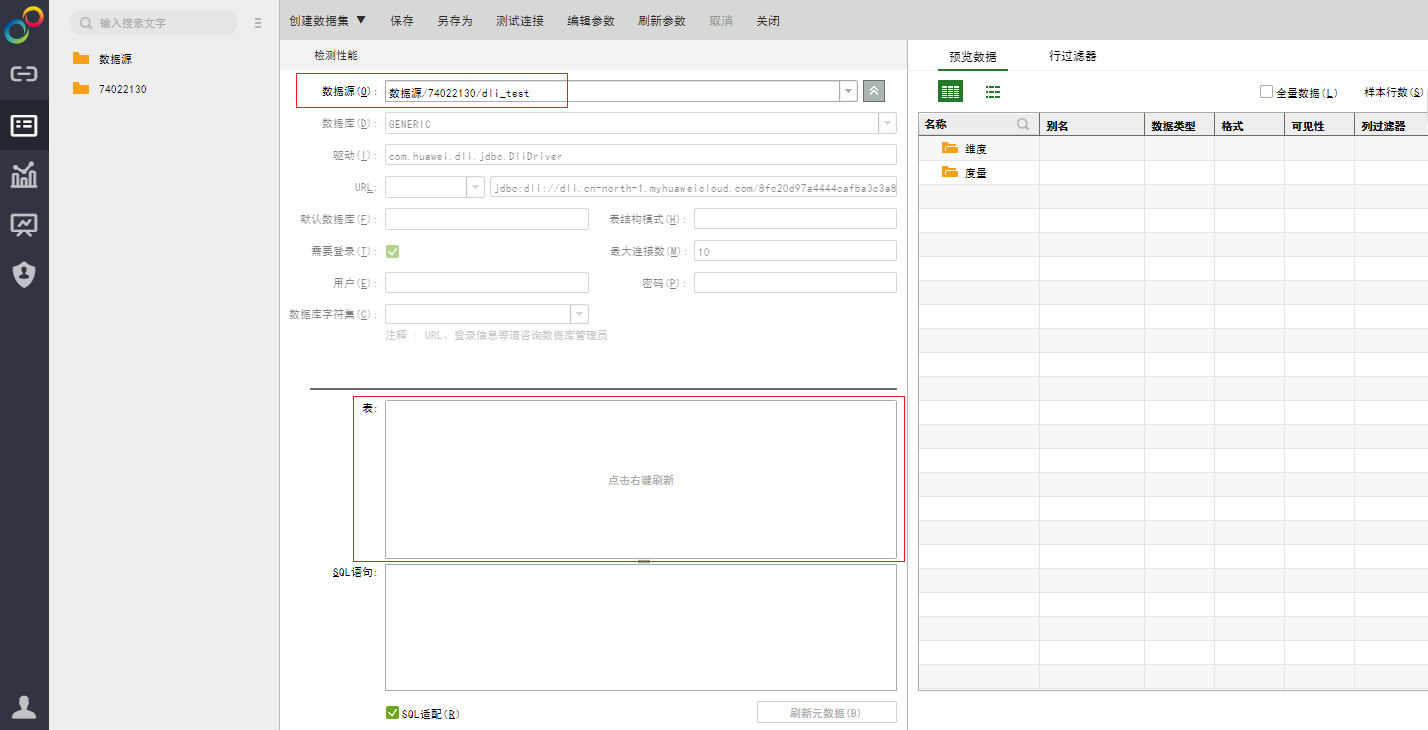 创建数据集 ▼ 保存 另存为 测试连接 编辑参数 刷新参数 取消 关闭
输入搜索文字
数据源
74022130
检测性能
数据源(O): 数据源/74022130/dli_test
数据库(D): GENERIC
驱动(I): com.huawei.dli.jdbc.DliDriver
URL: jdbc:dli://dli.cn-north-1.myhuaweicloud.com/8fc20d97a4444cafba3c3a8
默认数据库(F): 表结构模式(H):
需要登录(T): 最大连接数(M): 10
用户(E): 密码(P):
数据库字符集(C):
注释 : URL、登录信息等请咨询数据库管理员
表:
点击右键刷新
SQL语句:
SQL适配(R) 刷新元数据(B)
预览数据 行过滤器
全量数据(L) 样本行数(S)
名称 别名 数据类型 格式 可见性 列过滤器
维度
度量